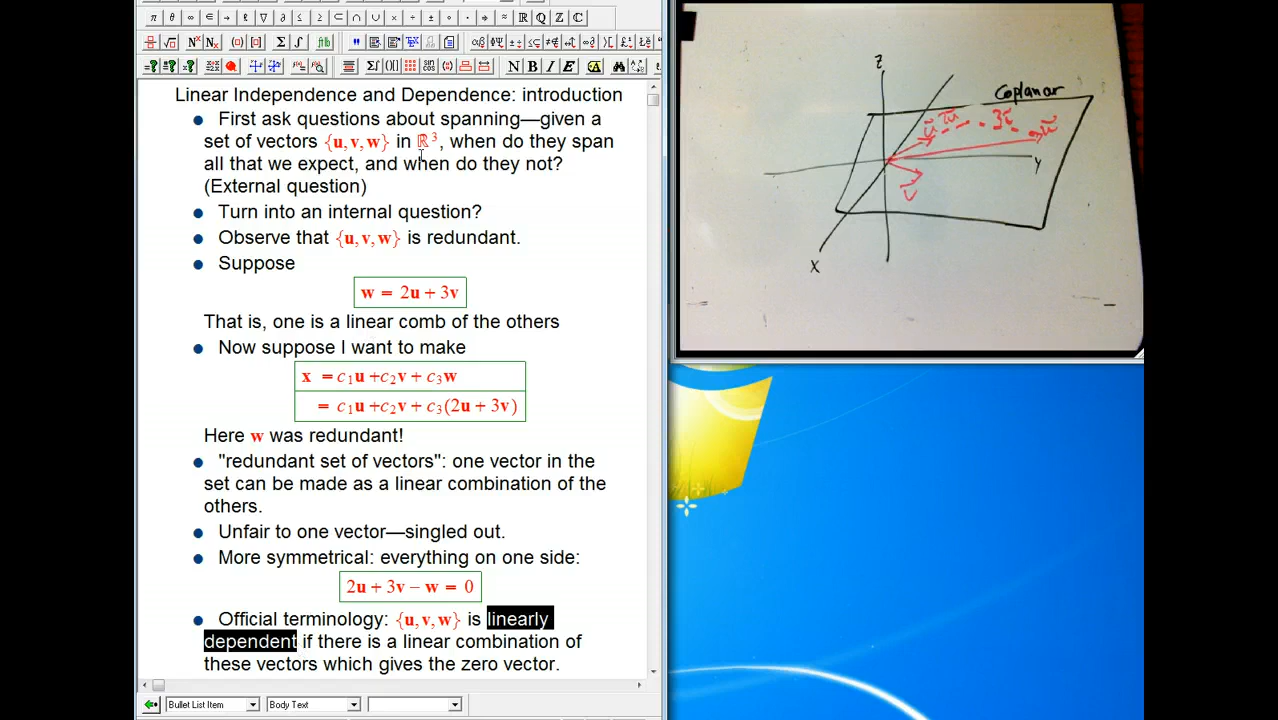 Linear Independence and Dependence: introduction
First ask questions about spanning—given a
set of vectors {u, v, w} in ℝ³, when do they span
all that we expect, and when do they not?
(External question)
Turn into an internal question?
Observe that {u, v, w} is redundant.
Suppose
w = 2u + 3v
That is, one is a linear comb of the others
Now suppose I want to make
x = c₁u + c₂v + c₃w
= c₁u + c₂v + c₃(2u + 3v)
Here w was redundant!
"redundant set of vectors": one vector in the
set can be made as a linear combination of the
others.
Unfair to one vector—singled out.
More symmetrical: everything on one side:
2u + 3v − w = 0
Official terminology: {u, v, w} is linearly
dependent if there is a linear combination of
these vectors which gives the zero vector.
Bullet List Item Body Text
z
Coplanar
y
x